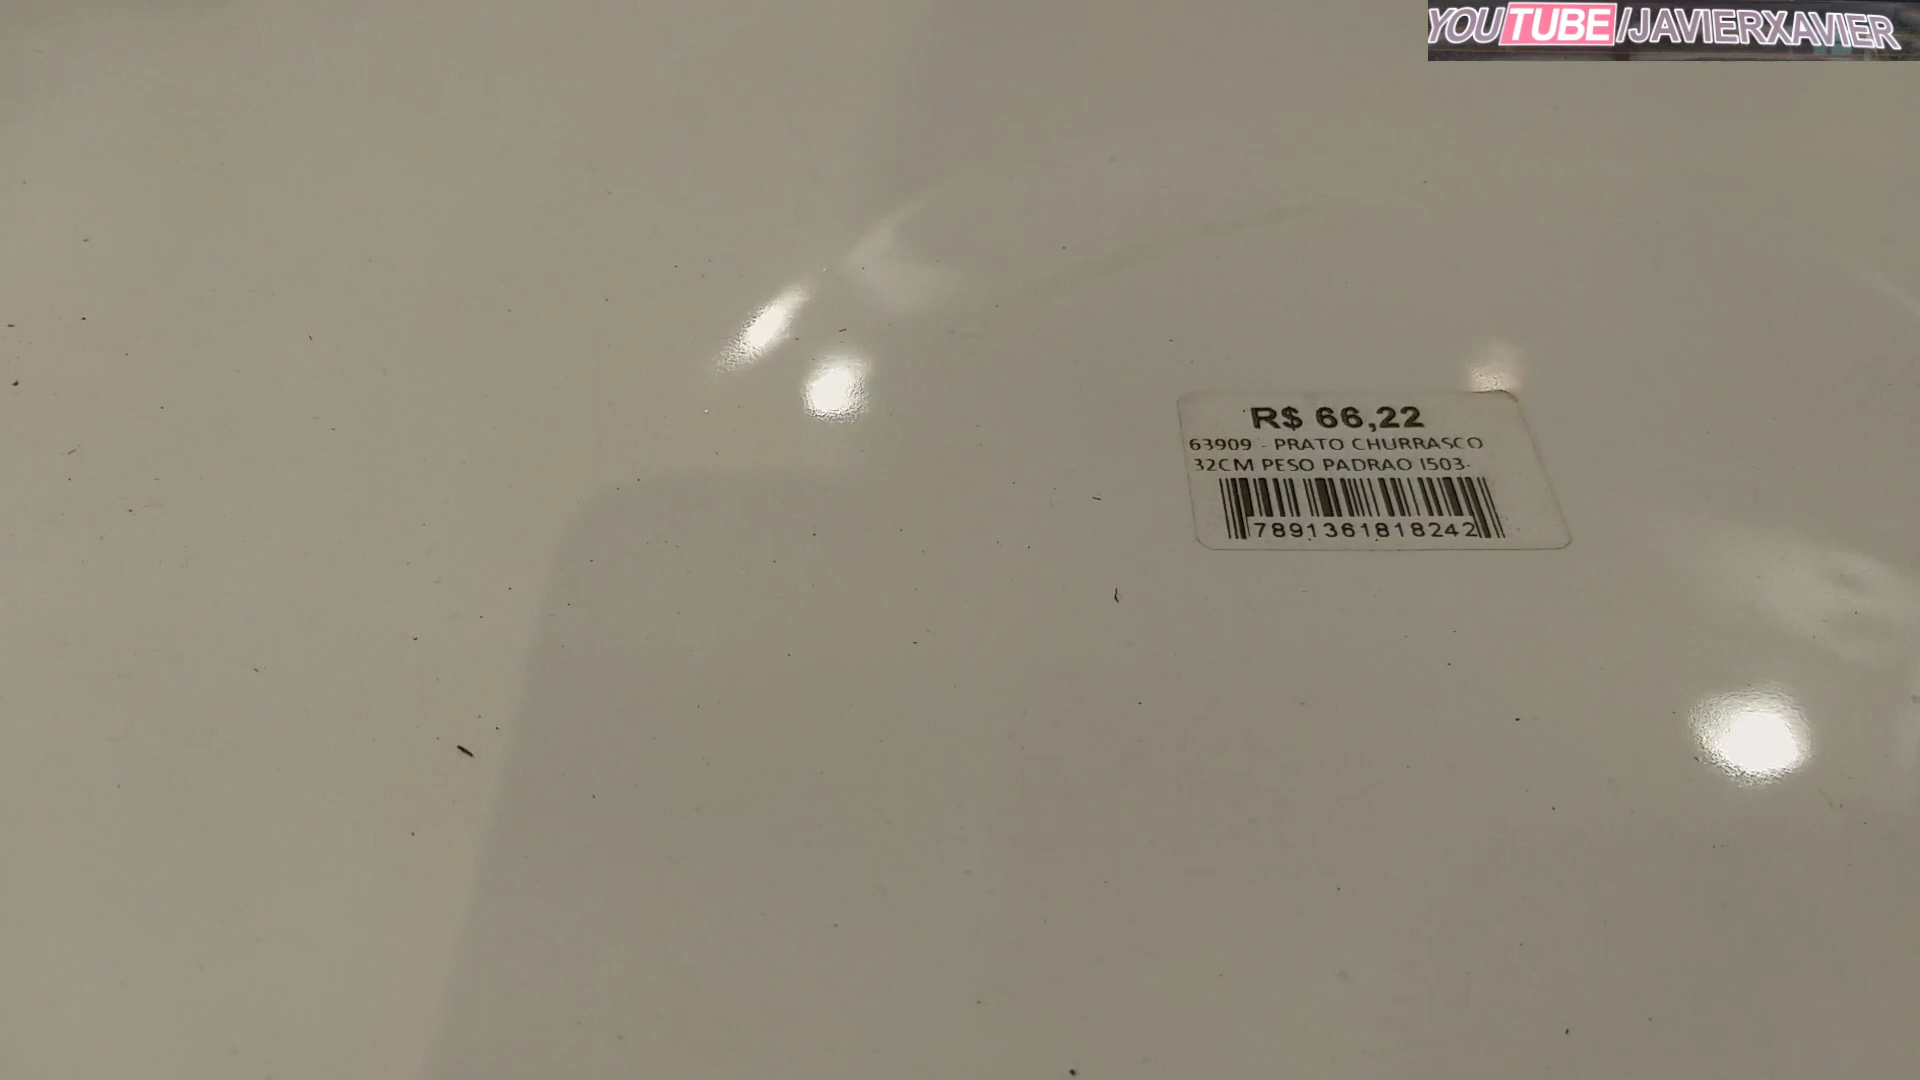 YOUTUBE/JAVIERXAVIER
R$ 66,22
63909 - PRATO CHURRASCO
32CM PESO PADRAO I503-
7891361818242